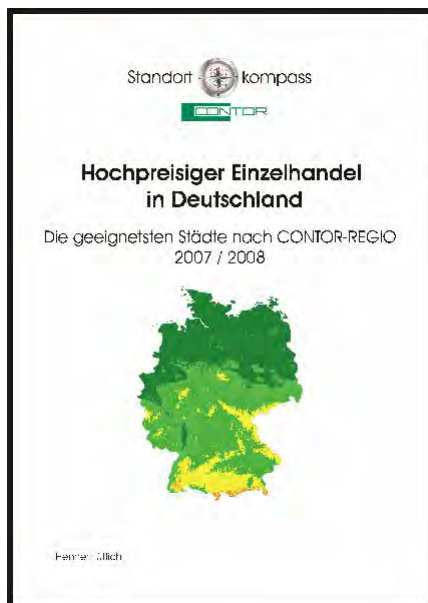 Standort kompass
CONTOR
Hochpreisiger Einzelhandel
in Deutschland
Die geeignetsten Städte nach CONTOR-REGIO
2007 / 2008